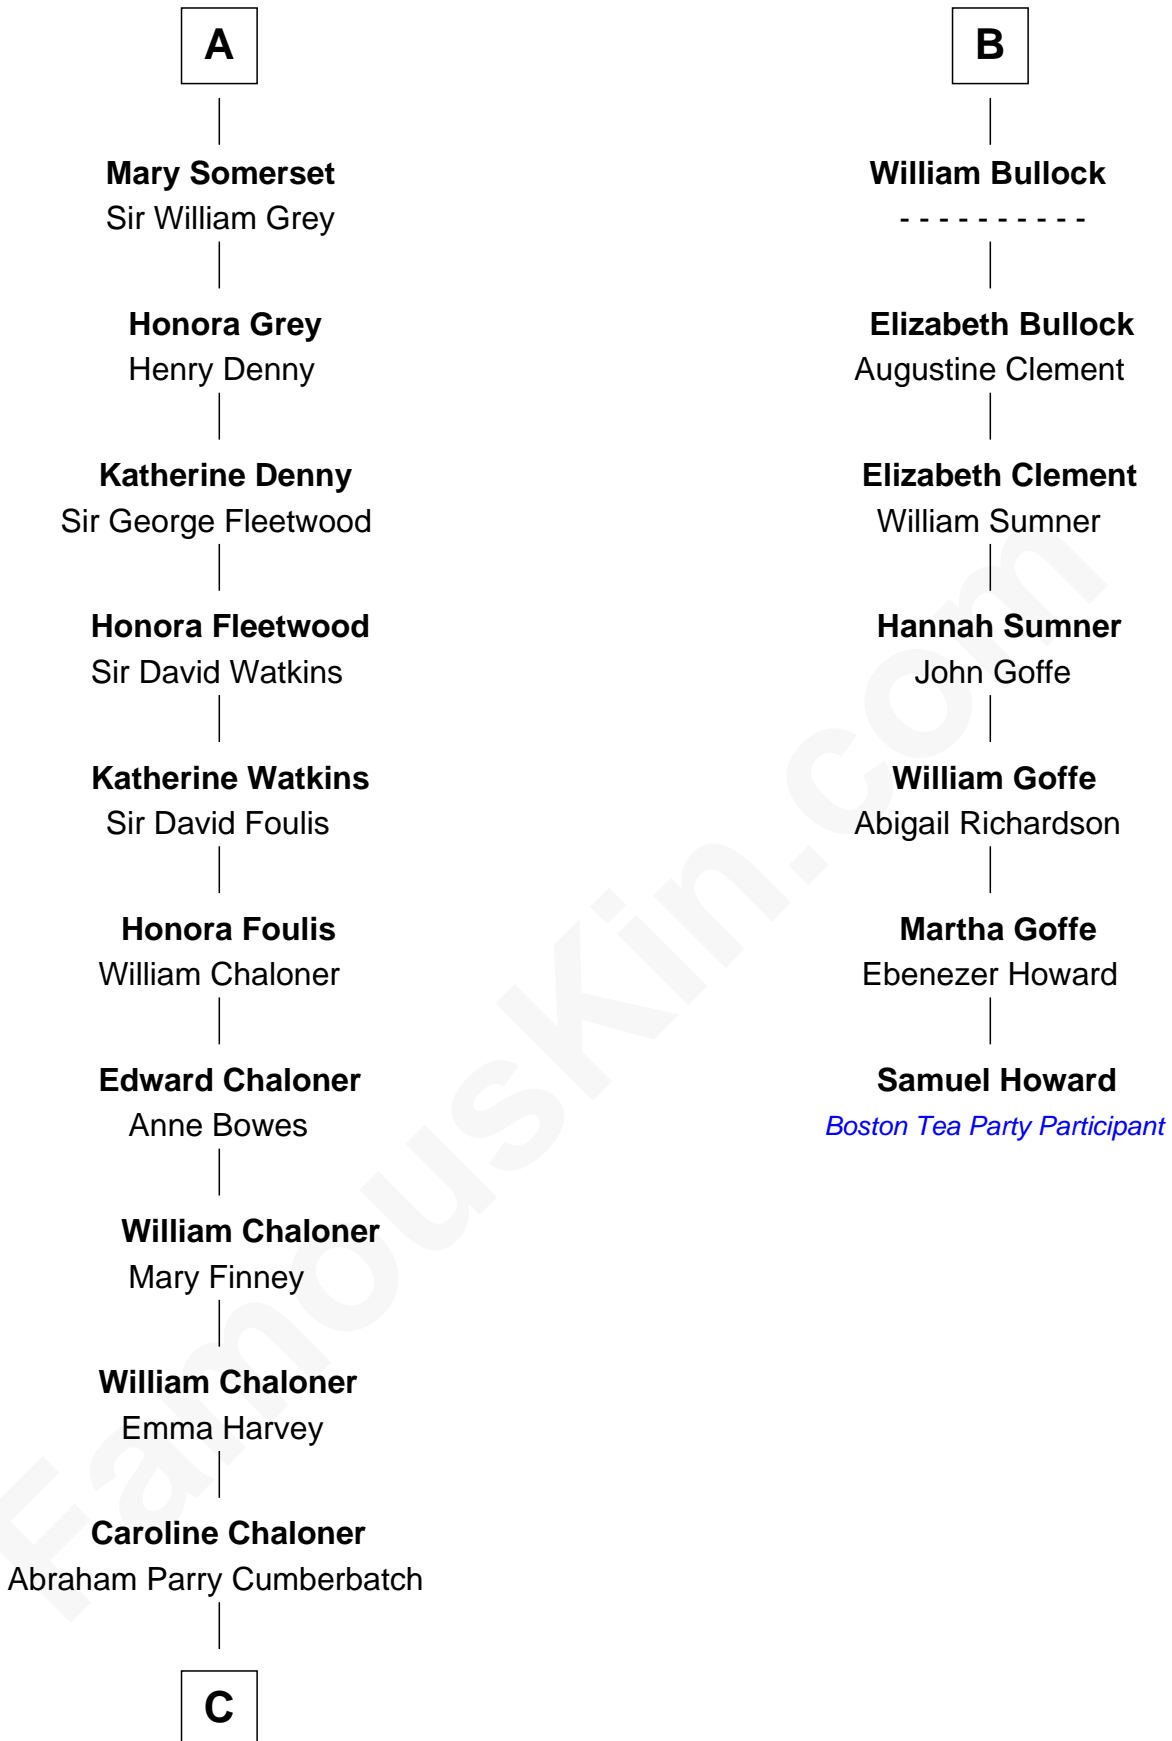 A
Mary Somerset
Sir William Grey
Honora Grey
Henry Denny
Katherine Denny
Sir George Fleetwood
Honora Fleetwood
Sir David Watkins
Katherine Watkins
Sir David Foulis
Honora Foulis
William Chaloner
Edward Chaloner
Anne Bowes
William Chaloner
Mary Finney
William Chaloner
Emma Harvey
Caroline Chaloner
Abraham Parry Cumberbatch
C
B
William Bullock
- - - - - - - - - -
Elizabeth Bullock
Augustine Clement
Elizabeth Clement
William Sumner
Hannah Sumner
John Goffe
William Goffe
Abigail Richardson
Martha Goffe
Ebenezer Howard
Samuel Howard
Boston Tea Party Participant
FamousKin.com